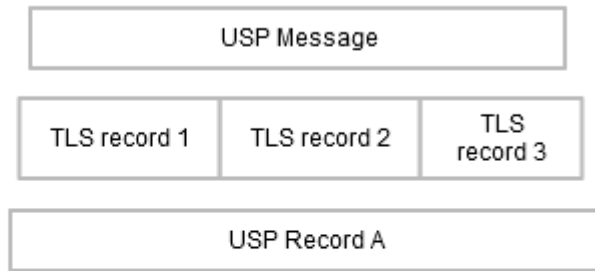 USP Message
TLS record 1
TLS record 2
TLS
record 3
USP Record A